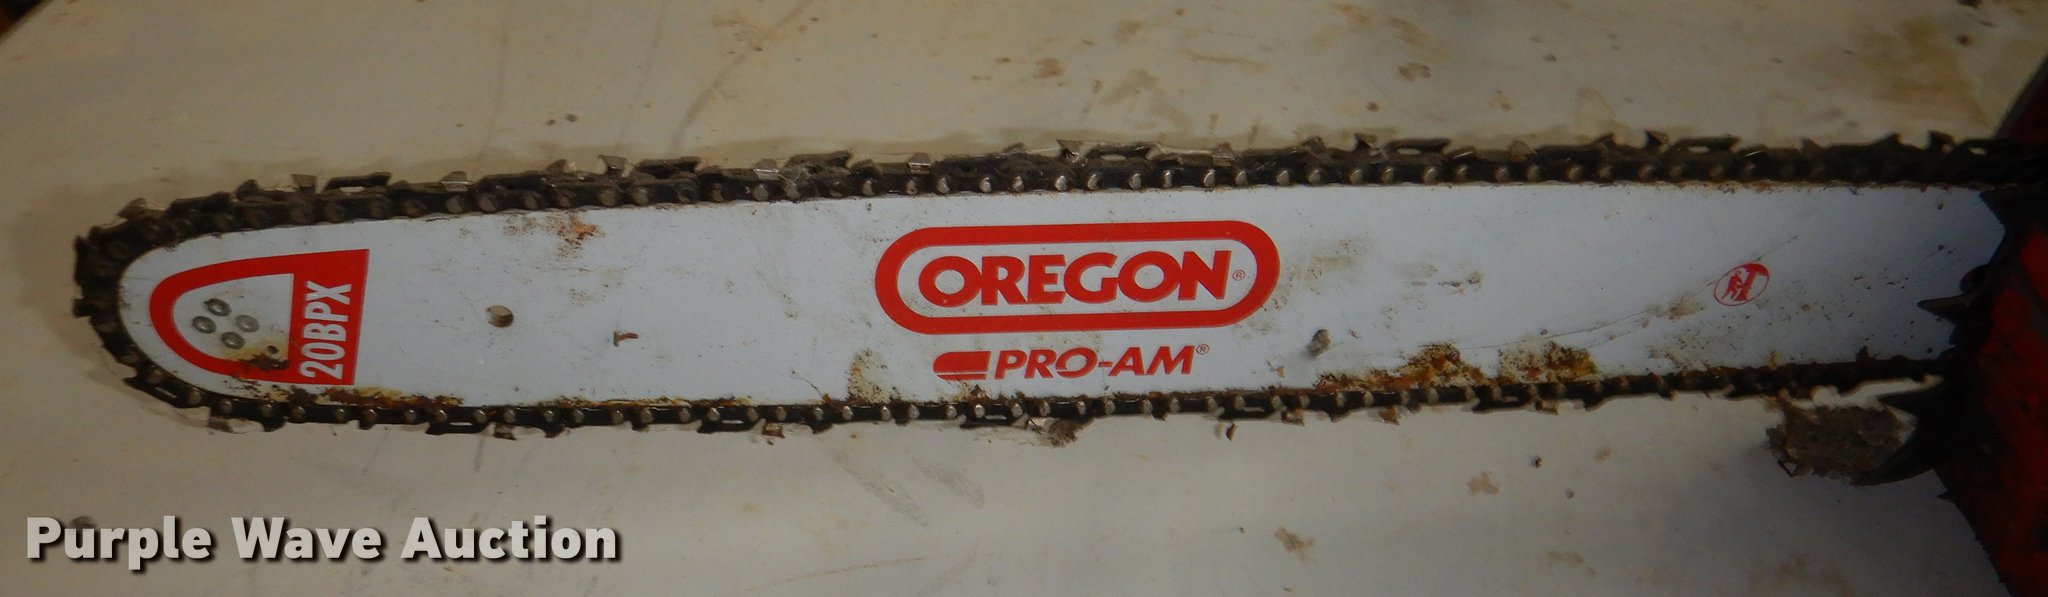 OREGON®
PRO-AM®
20BPX
Purple Wave Auction